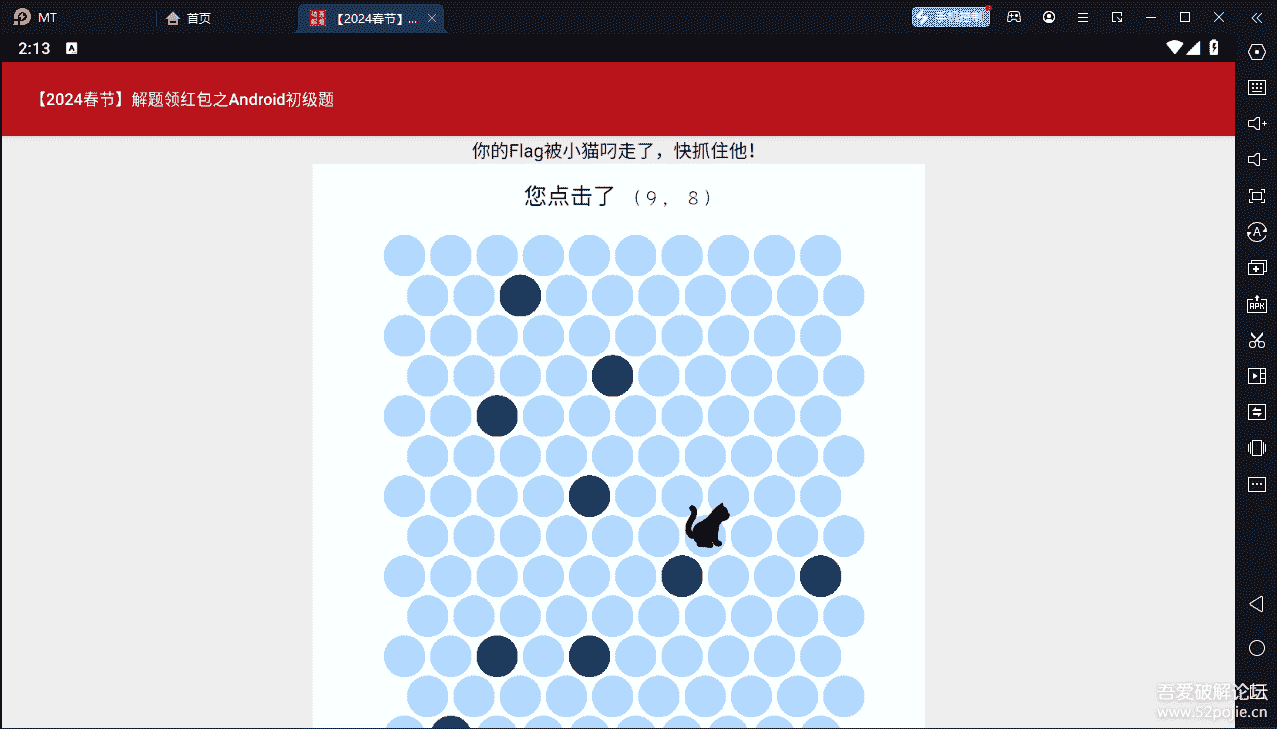 MT
首页
【2024春节】...
2:13
A
【2024春节】解题领红包之Android初级题
你的Flag被小猫叼走了，快抓住他！
您点击了 （9， 8）
A
APK
吾爱破解论坛
www.52pojie.cn